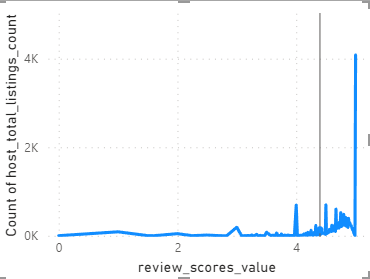 Count of host_total_listings_count
4K
2K
0K
0
2
4
review_scores_value